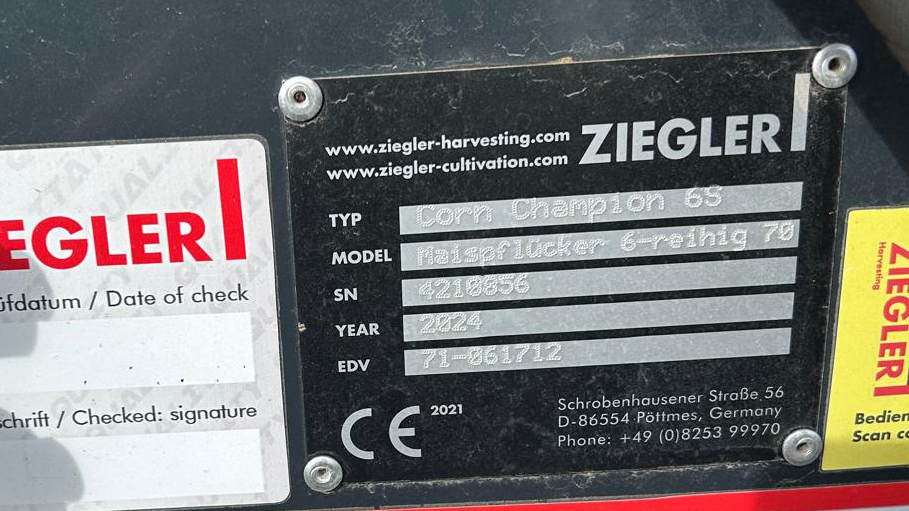 www.ziegler-harvesting.com
www.ziegler-cultivation.com
ZIEGLER
TYP Corn Champion 6S
MODEL Maispflücker 6-reihig 70
SN 4210856
YEAR 2024
EDV 71-061712
CE 2021
Schrobenhausener Straße 56
D-86554 Pöttmes, Germany
Phone: +49 (0)8253 99970
EGLER
üfdatum / Date of check
schrift / Checked: signature
ZIEGLER
Harvesting
Bedien
Scan co